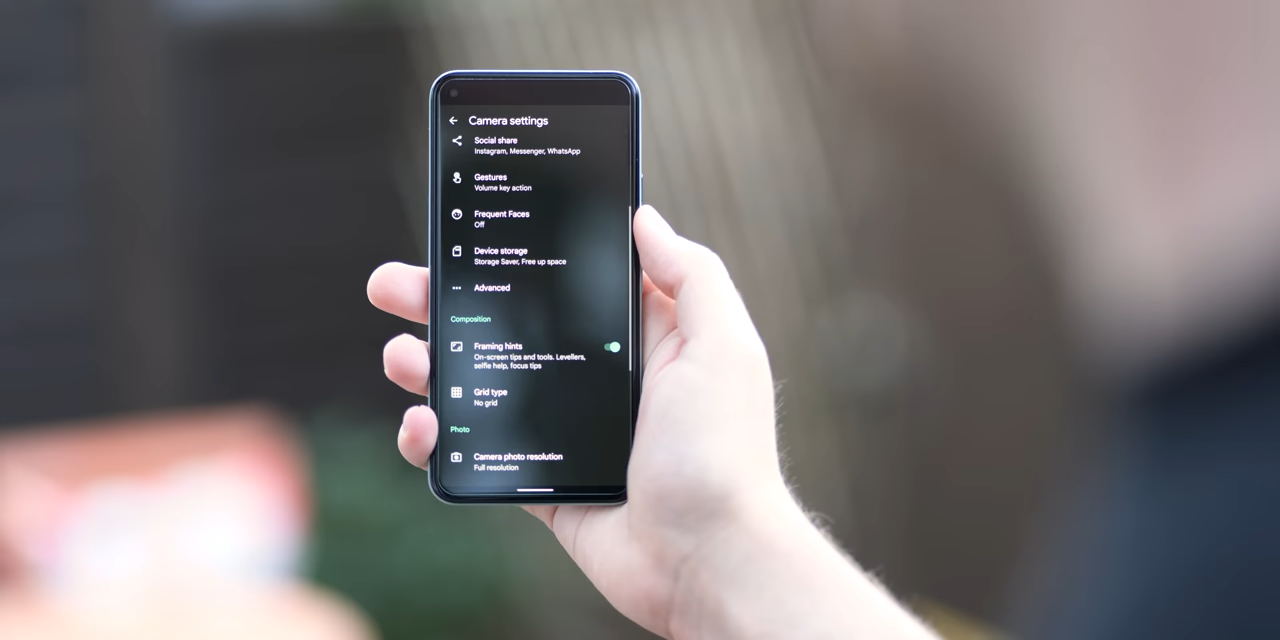 Camera settings
Social share
Instagram, Messenger, WhatsApp
Gestures
Volume key action
Frequent Faces
Off
Device storage
Storage Saver, Free up space
Advanced
Composition
Framing hints
On-screen tips and tools. Levellers,
selfie help, focus tips
Grid type
No grid
Photo
Camera photo resolution
Full resolution